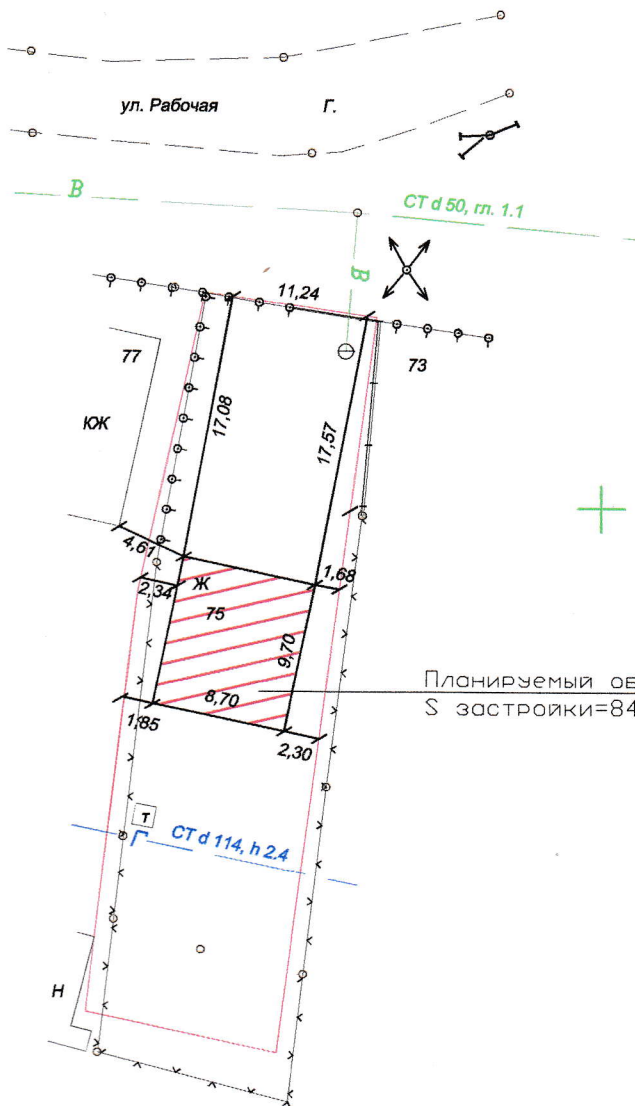 ул. Рабочая
Г.
В
СТ d 50, гл. 1.1
В
11,24
77
73
КЖ
17,08
17,57
4,61
2,34
Ж
1,68
75
9,70
8,70
Планируемый об
S застройки=84
1,85
2,30
т
Г
СТ d 114, h 2.4
Н